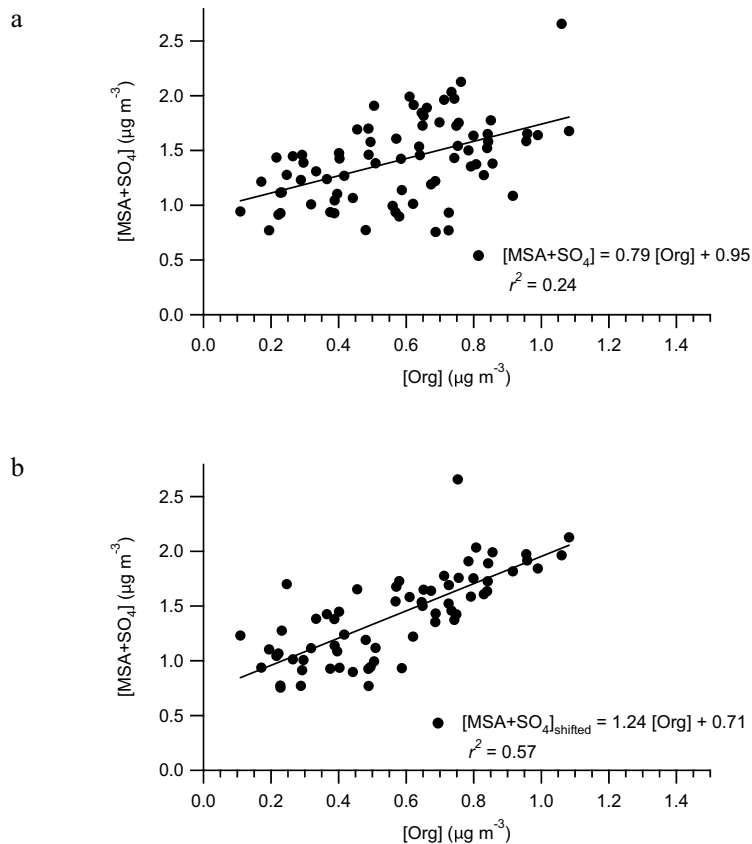 a
2.5
2.0
1.5
1.0
0.5
0.0
[MSA+SO₄] (µg m⁻³)
[MSA+SO₄] = 0.79 [Org] + 0.95
r² = 0.24
0.0 0.2 0.4 0.6 0.8 1.0 1.2 1.4
[Org] (µg m⁻³)
b
2.5
2.0
1.5
1.0
0.5
0.0
[MSA+SO₄] (µg m⁻³)
[MSA+SO₄]shifted = 1.24 [Org] + 0.71
r² = 0.57
0.0 0.2 0.4 0.6 0.8 1.0 1.2 1.4
[Org] (µg m⁻³)